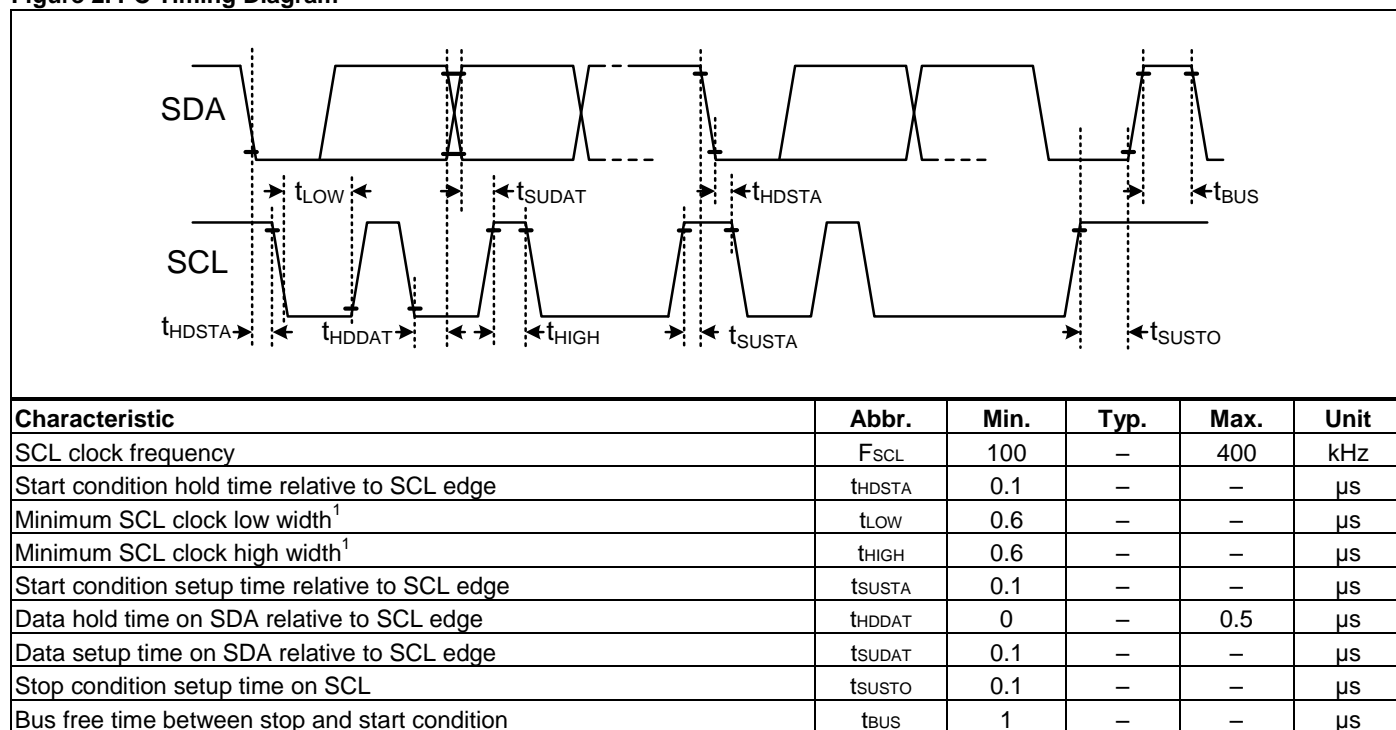 SDA
tLOW tSUDAT tHDSTA tBUS
SCL
tHDSTA tHDDAT tHIGH tSUSTA tSUSTO
Characteristic Abbr. Min. Typ. Max. Unit
SCL clock frequency FSCL 100 – 400 kHz
Start condition hold time relative to SCL edge tHDSTA 0.1 – – µs
Minimum SCL clock low width1 tLOW 0.6 – – µs
Minimum SCL clock high width1 tHIGH 0.6 – – µs
Start condition setup time relative to SCL edge tSUSTA 0.1 – – µs
Data hold time on SDA relative to SCL edge tHDDAT 0 – 0.5 µs
Data setup time on SDA relative to SCL edge tSUDAT 0.1 – – µs
Stop condition setup time on SCL tSUSTO 0.1 – – µs
Bus free time between stop and start condition tBUS 1 – – µs